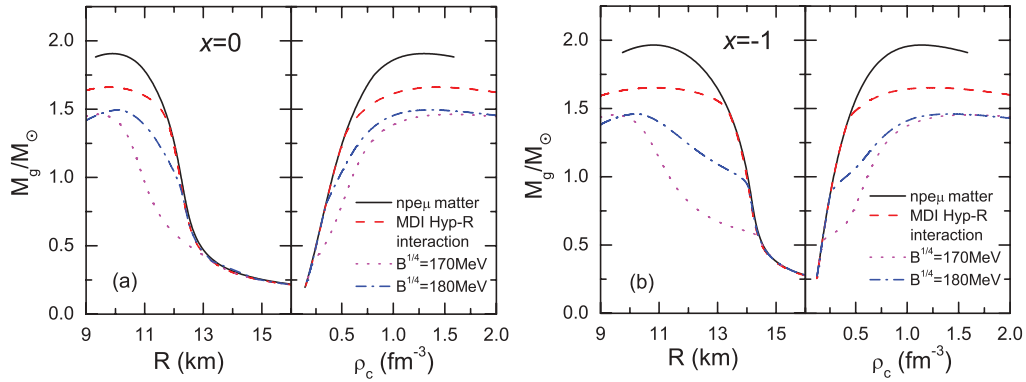 x=0
M_g/M_⊙
2.0
1.5
1.0
0.5
0.0
npeμ matter
MDI Hyp-R
interaction
B^{1/4}=170MeV
B^{1/4}=180MeV
(a)
9 11 13 15 0.5 1.0 1.5 2.0
R (km) ρ_c (fm^{-3})
x=-1
M_g/M_⊙
2.0
1.5
1.0
0.5
0.0
npeμ matter
MDI Hyp-R
interaction
B^{1/4}=170MeV
B^{1/4}=180MeV
(b)
9 11 13 15 0.5 1.0 1.5 2.0
R (km) ρ_c (fm^{-3})